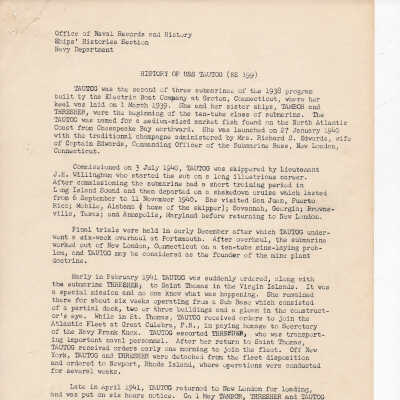 Office of Naval Records and History
Ships' Histories Section
Navy Department
HISTORY OF USS TAUTOG (SS 199)
TAUTOG was the second of three submarines of the 1938 program
built by the Electric Boat Company at Groton, Connecticut, where her
keel was laid on 1 March 1939. She and her sister ships, TAMBOR and
THRESHER, were the beginning of the ten-tube class of submarine. The
TAUTOG was named for a medium-sized market fish found on the North Atlantic
Coast from Chesapeake Bay northward. She was launched on 27 January 1940
with the traditional champagne administered by Mrs. Richard S. Edwards, wife
of Captain Edwards, Commanding Officer of the Submarine Base, New London,
Connecticut.
Commissioned on 3 July 1940, TAUTOG was skippered by Lieutenant
J.H. Willingham who started the sub on a long illustrious career.
After commissioning the submarine had a short training period in
Long Island Sound and then departed on a shakedown cruise which lasted
from 6 September to 11 November 1940. She visited San Juan, Puerto
Rico; Mobile, Alabama (home of the skipper); Savannah, Georgia; Browns-
ville, Texas; and Annapolis, Maryland before returning to New London.
Final trials were held in early December after which TAUTOG under-
went a six-week overhaul at Portsmouth. After overhaul, the submarine
worked out of New London, Connecticut on a ten-tube mine-laying prob-
lem, and TAUTOG may be considered as the founder of the mine plant
doctrine.
Early in February 1941 TAUTOG was suddenly ordered, along with
the submarine THRESHER, to Saint Thomas in the Virgin Islands. It was
a special mission and no one knew what was happening. She remained
there for about six weeks operating from a Sub Base which consisted
of a partial dock, two or three buildings and a gleam in the construct-
or's eye. While in St. Thomas, TAUTOG received orders to join the
Atlantic Fleet at Great Culebra, P.R., in paying homage to Secretary
of the Navy Frank Knox. TAUTOG escorted THRESHER, who was transport-
ing important naval personnel. After her return to Saint Thomas,
TAUTOG received orders early one morning to join the fleet. Off New
York, TAUTOG and THRESHER were detached from the fleet disposition
and ordered to Newport, Rhode Island, where operations were conducted
for several weeks.
Late in April 1941, TAUTOG returned to New London for loading,
and was put on six hours notice. On 1 May TAMBOR, THRESHER and TAUTOG